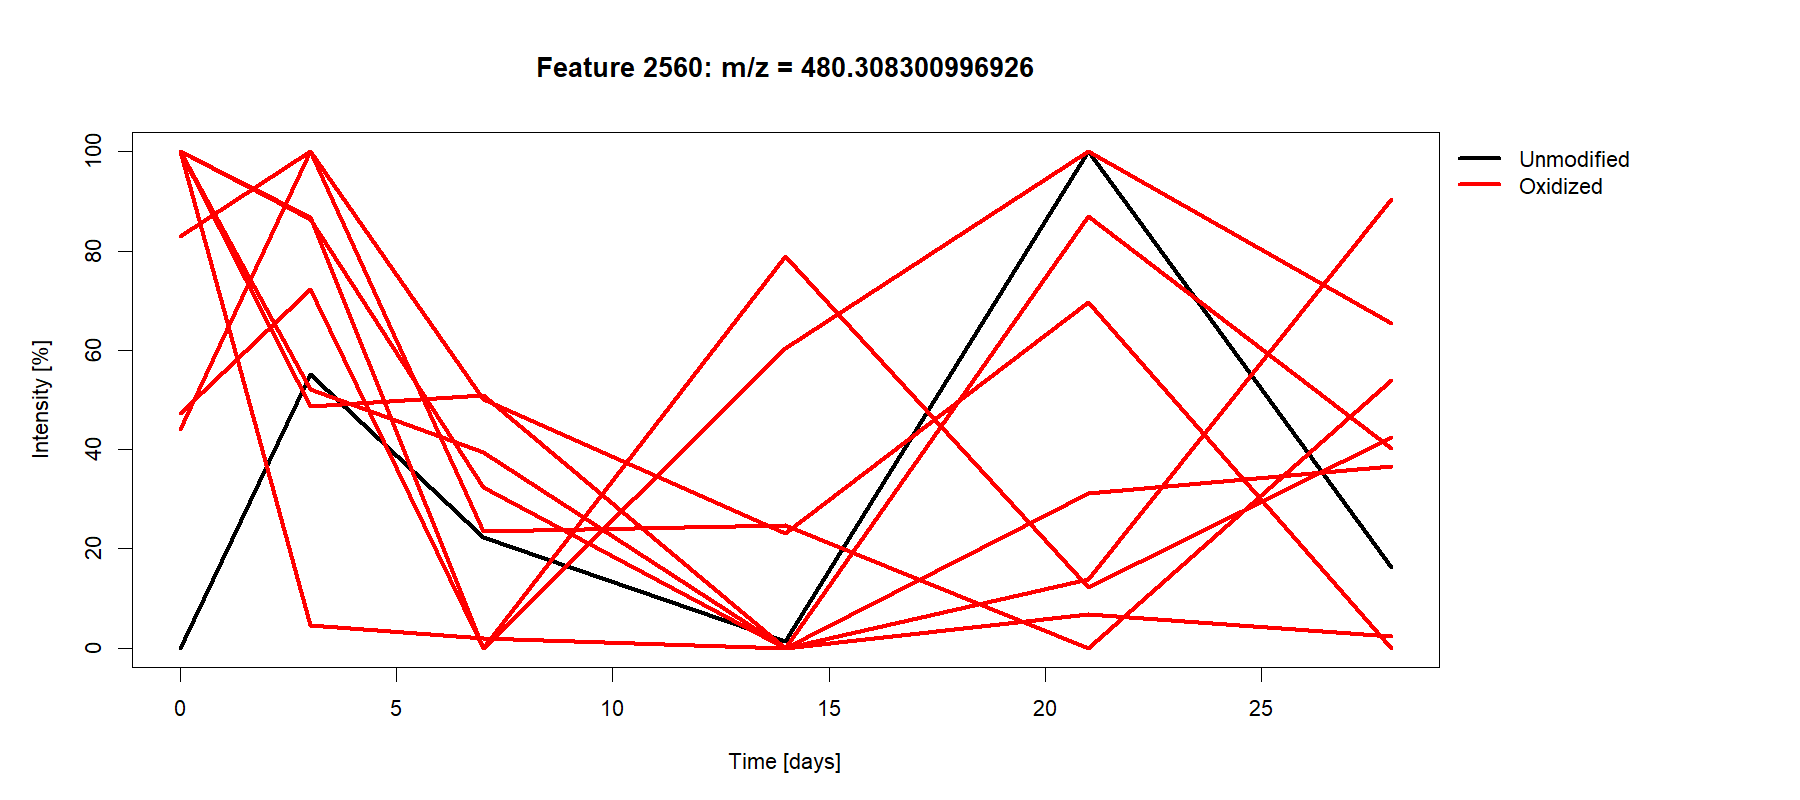 Feature 2560: m/z = 480.308300996926
Unmodified
Oxidized
Intensity [%]
100
80
60
40
20
0
0 5 10 15 20 25
Time [days]